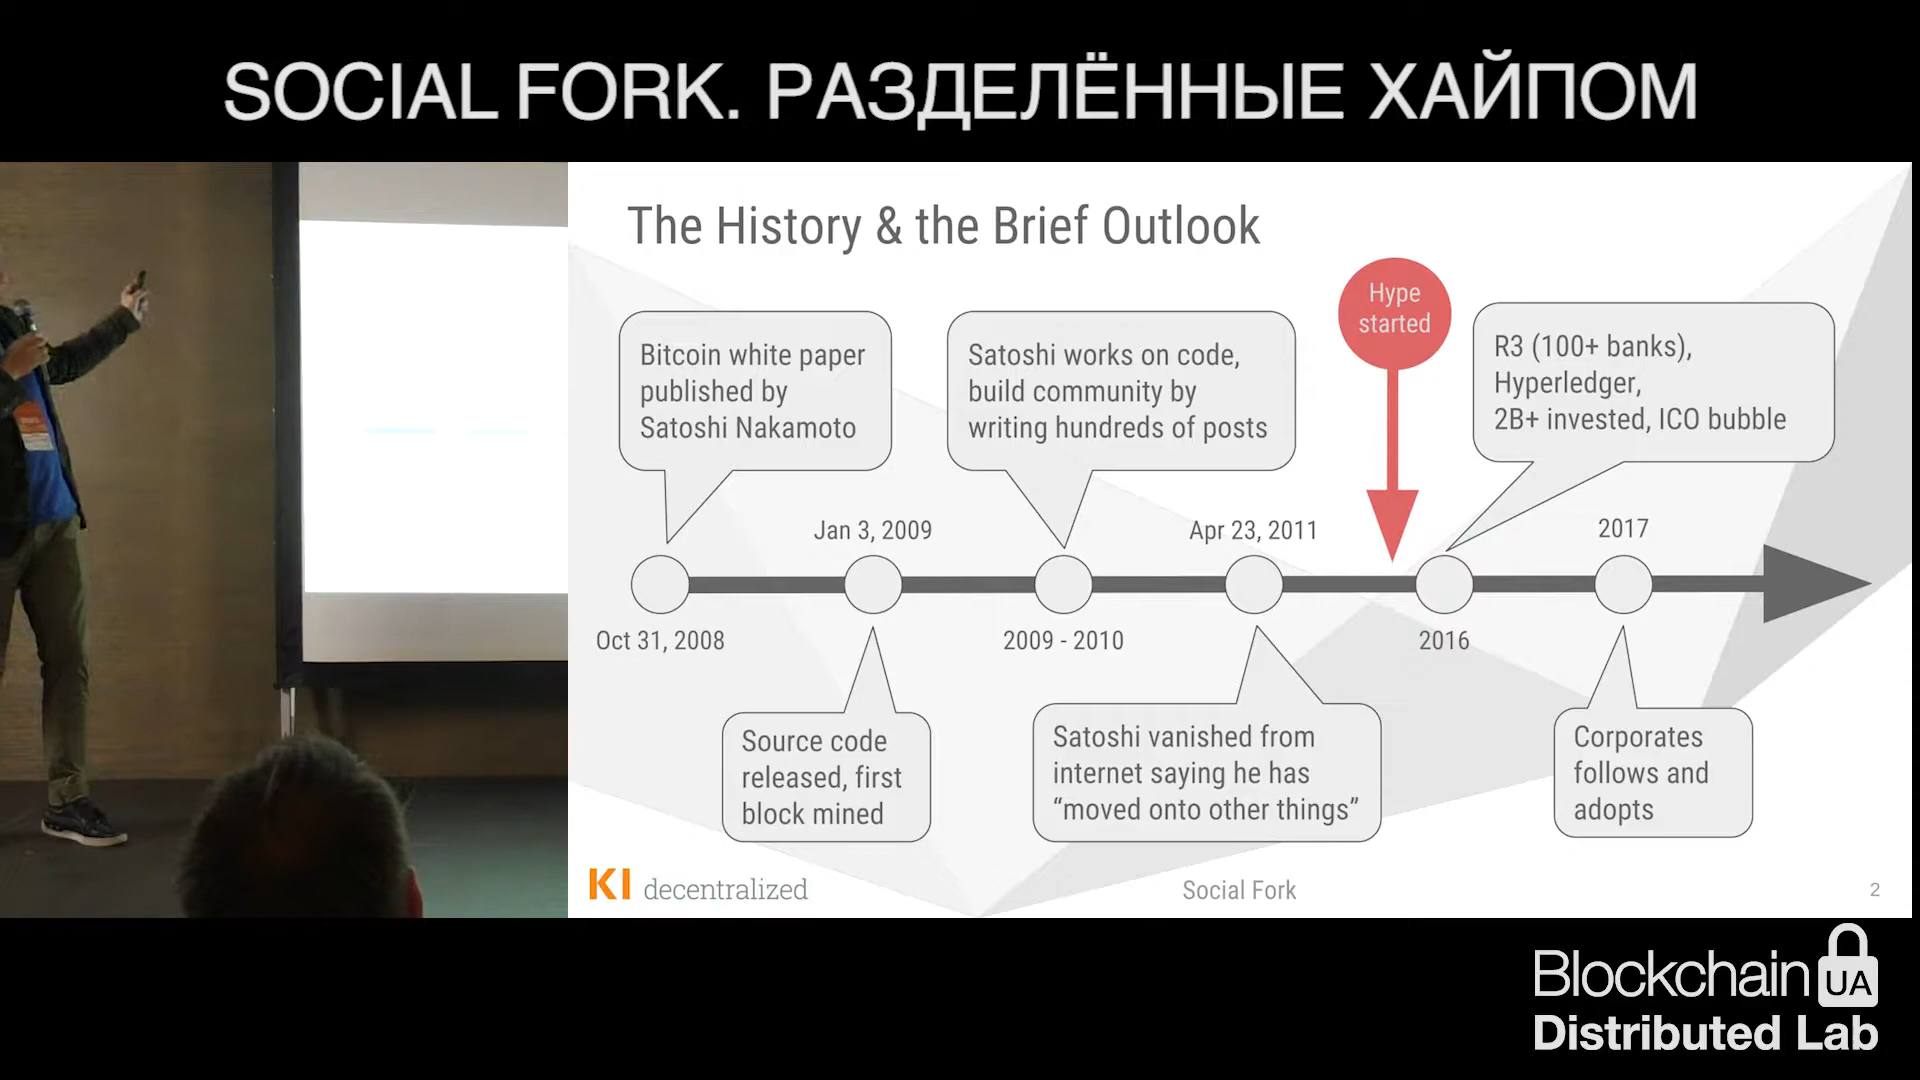 SOCIAL FORK. РАЗДЕЛЁННЫЕ ХАЙПОМ
The History & the Brief Outlook
Hype
started
Bitcoin white paper
published by
Satoshi Nakamoto
Satoshi works on code,
build community by
writing hundreds of posts
R3 (100+ banks),
Hyperledger,
2B+ invested, ICO bubble
Jan 3, 2009
Apr 23, 2011
2017
Oct 31, 2008
2009 - 2010
2016
Source code
released, first
block mined
Satoshi vanished from
internet saying he has
“moved onto other things”
Corporates
follows and
adopts
KI decentralized
Social Fork
2
Blockchain UA
Distributed Lab